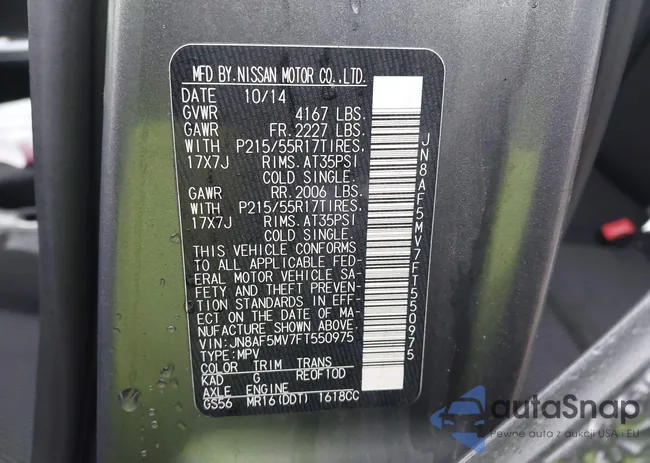 MFD BY.NISSAN MOTOR CO.,LTD.
DATE 10/14
GVWR 4167 LBS.
GAWR FR. 2227 LBS.
WITH P215/55R17TIRES.
17X7J RIMS. AT35PSI
COLD SINGLE.
GAWR RR. 2006 LBS.
WITH P215/55R17TIRES.
17X7J RIMS. AT35PSI
COLD SINGLE.
THIS VEHICLE CONFORMS
TO ALL APPLICABLE FED-
ERAL MOTOR VEHICLE SA-
FETY AND THEFT PREVEN-
TION STANDARDS IN EFF-
ECT ON THE DATE OF MA-
NUFACTURE SHOWN ABOVE.
VIN:JN8AF5MV7FT550975
TYPE:MPV
COLOR TRIM TRANS
KAD G RE0F10D
AXLE ENGINE
GS56 MR16(DDT) 1618CC
JN8AF5MV7FT550975
autoSnap
Pewne auto z aukcji USA i EU